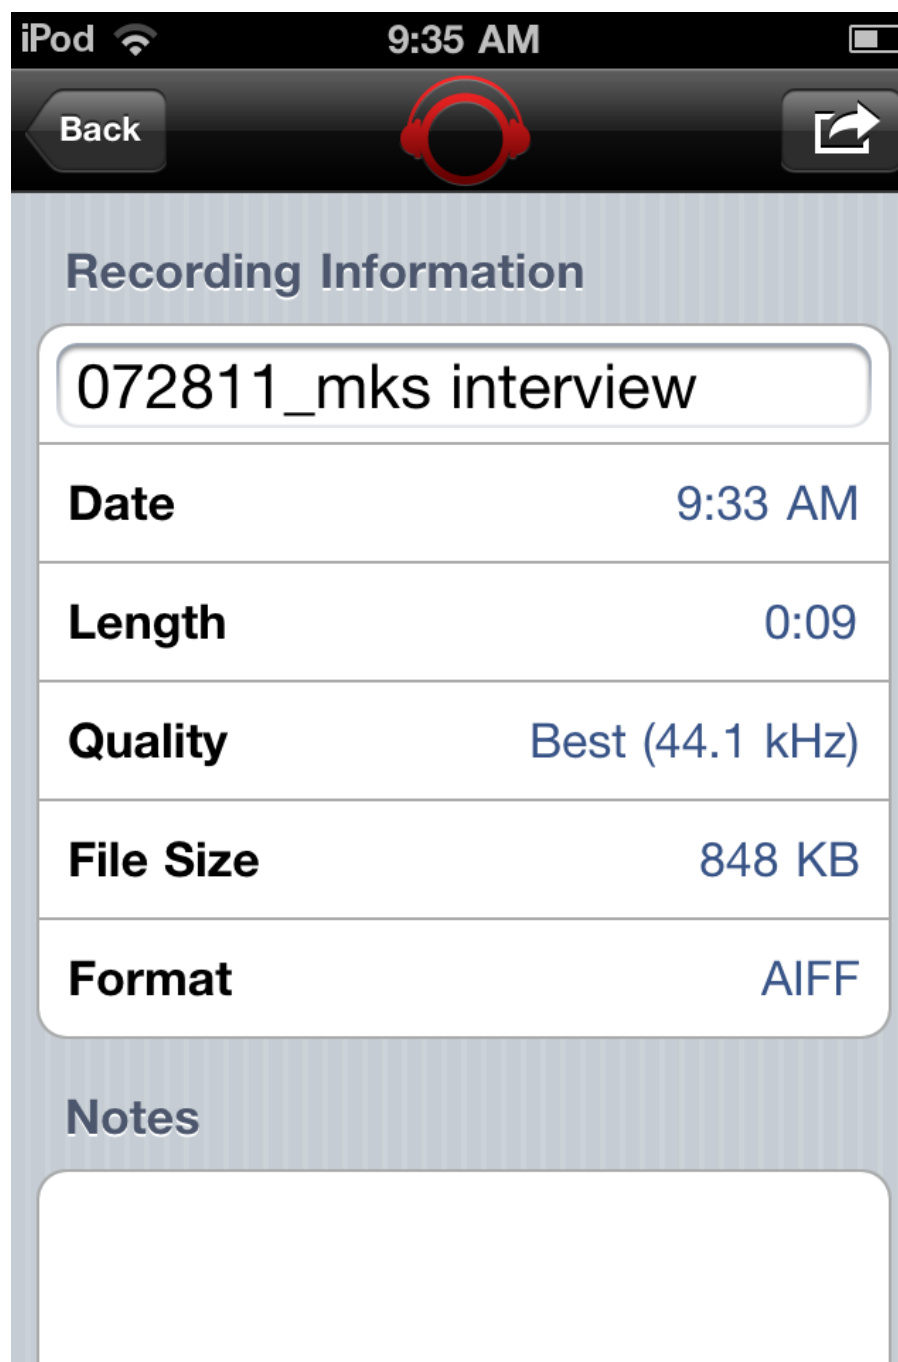 iPod 9:35 AM
Back
Recording Information
072811_mks interview
Date 9:33 AM
Length 0:09
Quality Best (44.1 kHz)
File Size 848 KB
Format AIFF
Notes